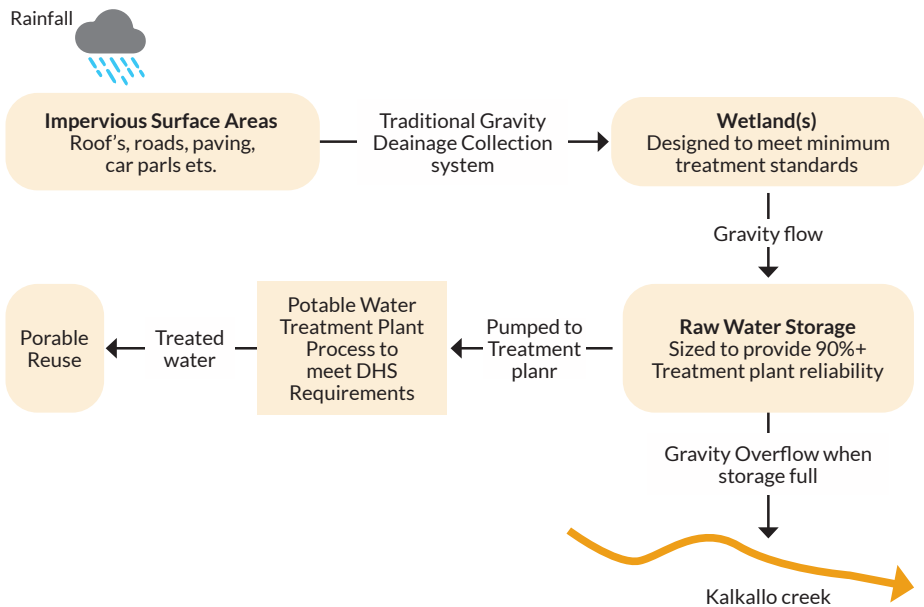 Rainfall
Impervious Surface Areas
Roof's, roads, paving,
car parls ets.
Traditional Gravity
Deainage Collection
system
Wetland(s)
Designed to meet minimum
treatment standards
Gravity flow
Raw Water Storage
Sized to provide 90%+
Treatment plant reliability
Pumped to
Treatment
planr
Potable Water
Treatment Plant
Process to
meet DHS
Requirements
Treated
water
Porable
Reuse
Gravity Overflow when
storage full
Kalkallo creek